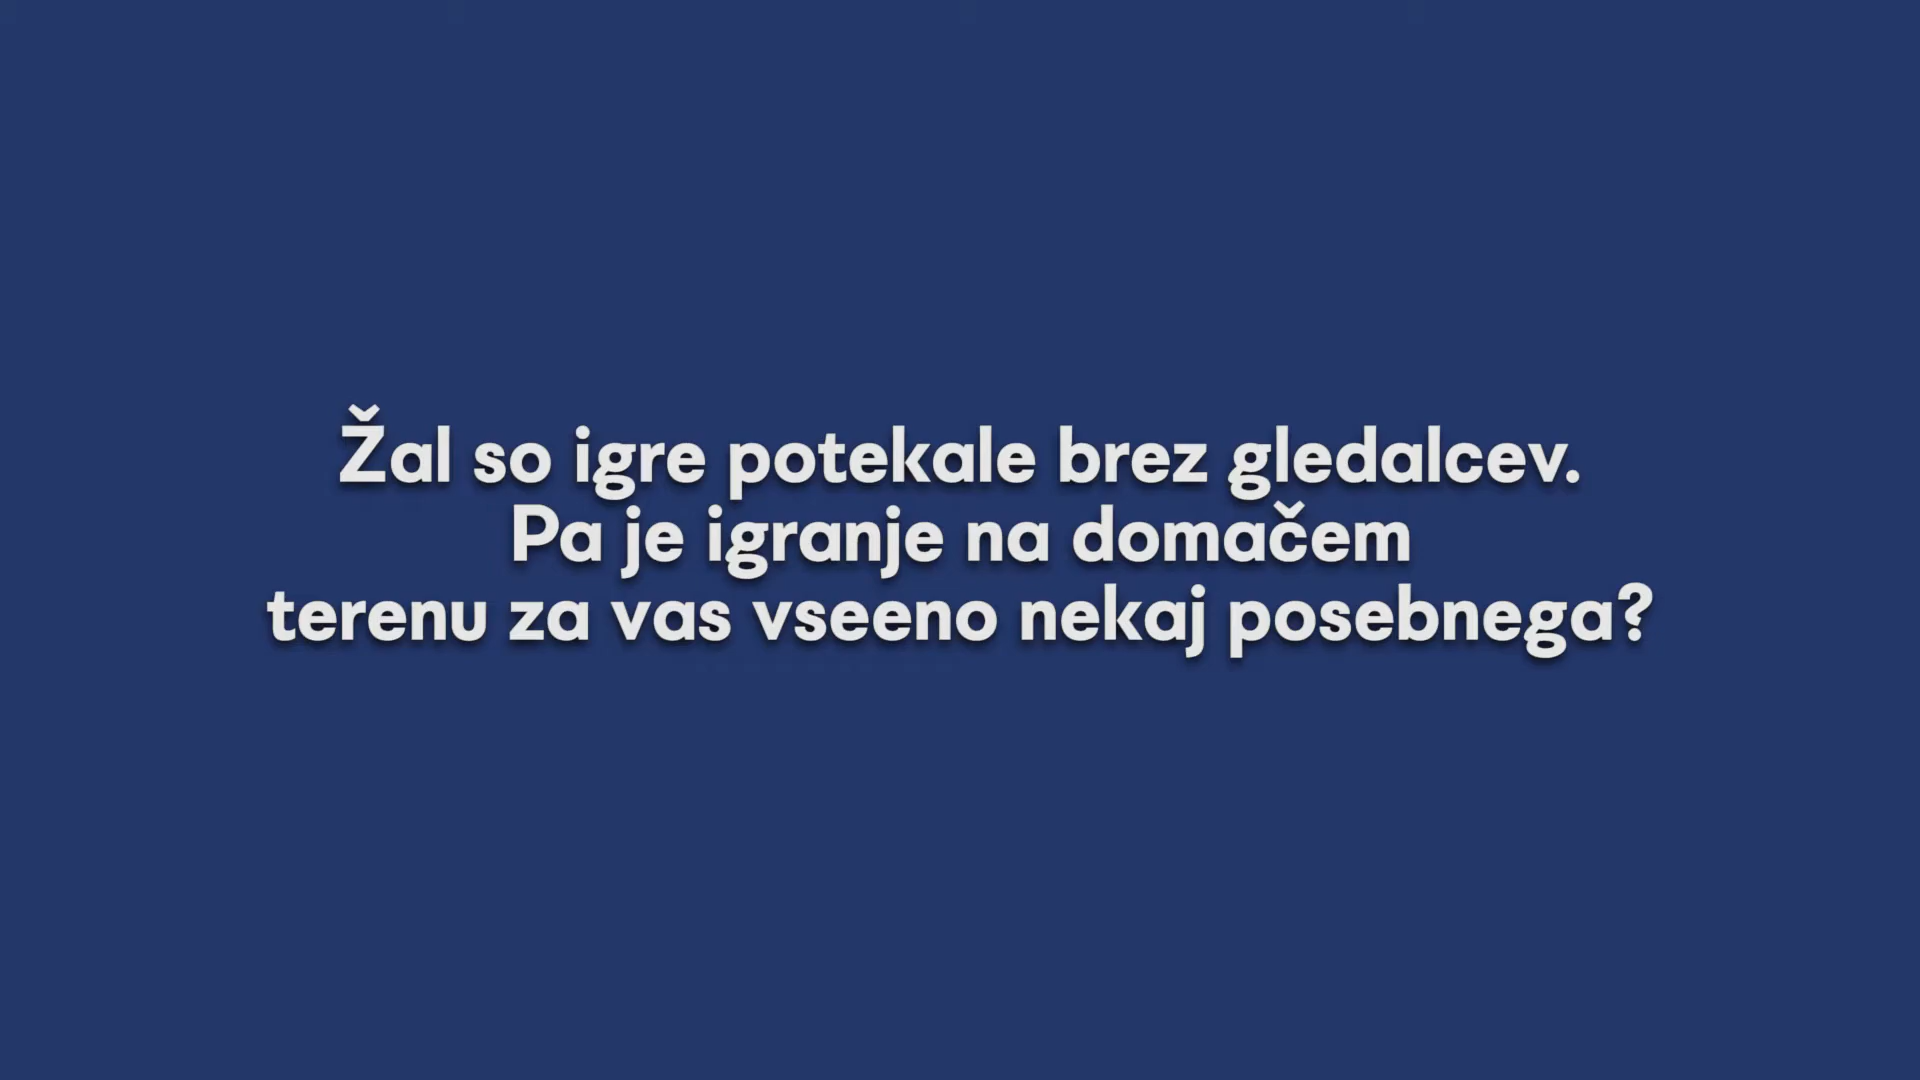 Žal so igre potekale brez gledalcev.
Pa je igranje na domačem
terenu za vas vseeno nekaj posebnega?